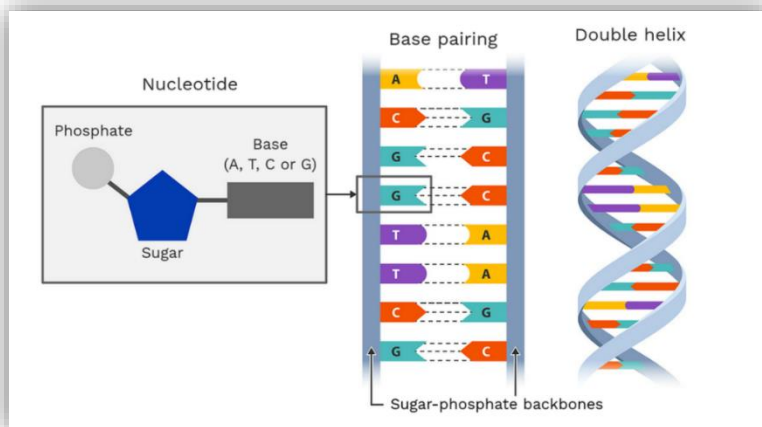 Nucleotide
Phosphate
Base
(A, T, C or G)
Sugar
Base pairing
A T
C G
G C
G C
T A
T A
C G
G C
Sugar-phosphate backbones
Double helix